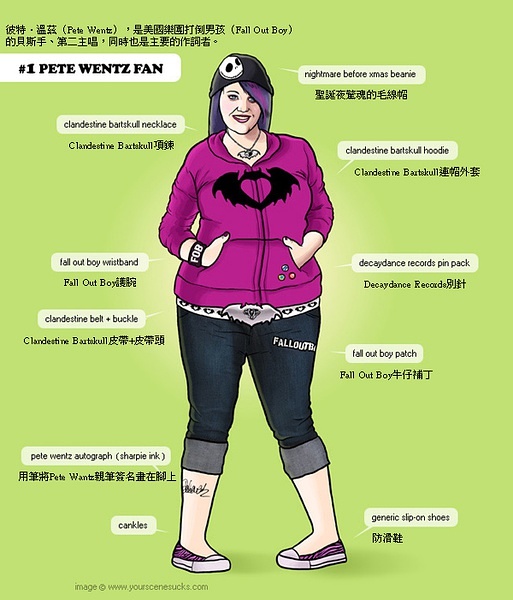 彼特．溫茲（Pete Wentz），是美國樂團打倒男孩（Fall Out Boy）
的貝斯手、第二主唱，同時也是主要的作詞者。
#1 PETE WENTZ FAN
nightmare before xmas beanie
聖誕夜驚魂的毛線帽
clandestine bartskull necklace
Clandestine Bartskull項鍊
clandestine bartskull hoodie
Clandestine Bartskull連帽外套
fall out boy wristband
Fall Out Boy護腕
FOB
decaydance records pin pack
Decaydance Records別針
clandestine belt + buckle
Clandestine Bartskull皮帶+皮帶頭
FALLOUTB
fall out boy patch
Fall Out Boy牛仔補丁
pete wentz autograph (sharpie ink)
用筆將Pete Wantz親筆簽名畫在腳上
cankles
generic slip-on shoes
防滑鞋
image © www.yourscenesucks.com